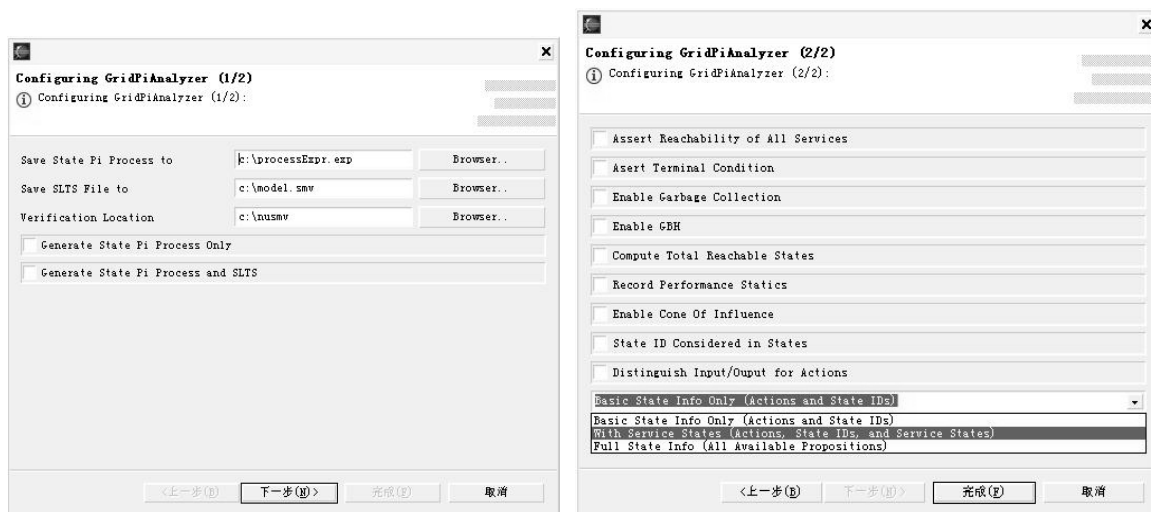 Configuring GridPiAnalyzer (1/2)
Configuring GridPiAnalyzer (1/2):
Save State Pi Process to c:\processExpr.exp Browser..
Save SLTS File to c:\model.smv Browser..
Verification Location c:\nusmv Browser..
Generate State Pi Process Only
Generate State Pi Process and SLTS
<上一步(B) 下一步(N)> 完成(F) 取消
Configuring GridPiAnalyzer (2/2)
Configuring GridPiAnalyzer (2/2):
Assert Reachability of All Services
Asert Terminal Condition
Enable Garbage Collection
Enable GBH
Compute Total Reachable States
Record Performance Statics
Enable Cone Of Influence
State ID Considered in States
Distinguish Input/Ouput for Actions
Basic State Info Only (Actions and State IDs)
Basic State Info Only (Actions and State IDs)
With Service States (Actions, State IDs, and Service States)
Full State Info (All Available Propositions)
<上一步(B) 下一步(N)> 完成(F) 取消